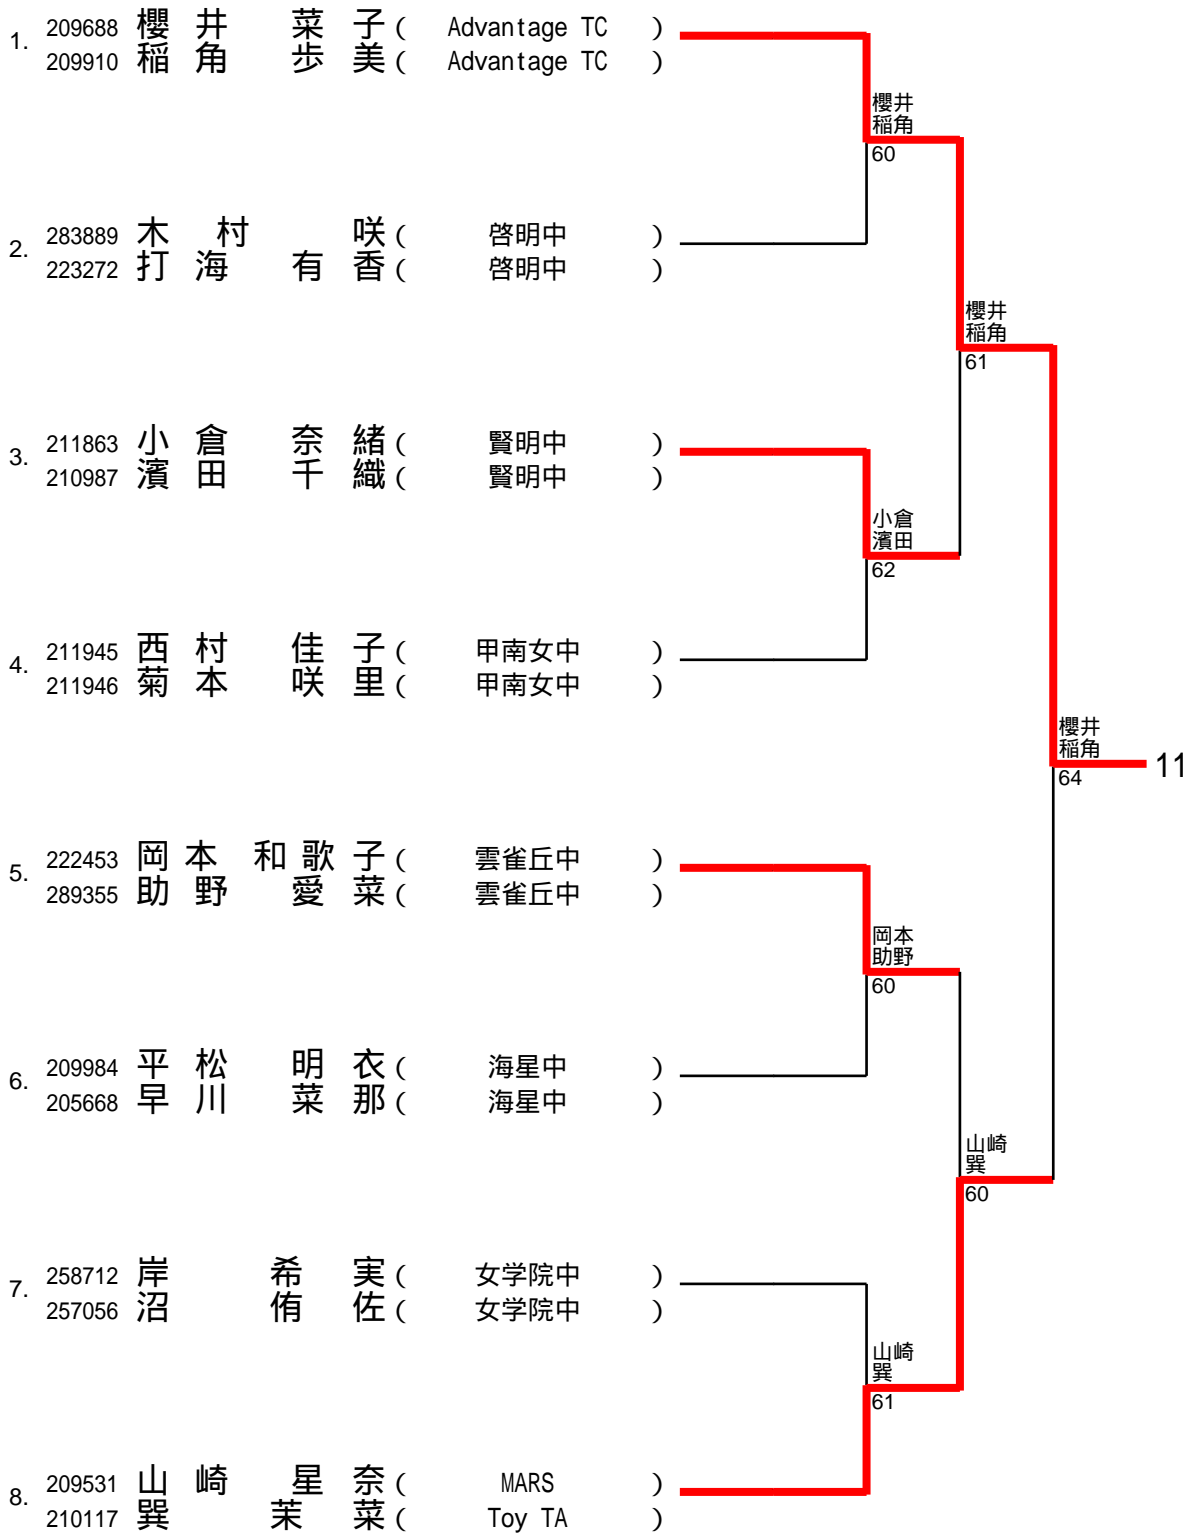 1. 209688 櫻井 菜子 ( Advantage TC )
209910 稲角 歩美 ( Advantage TC )
櫻井
稲角
60
2. 283889 木村 咲 ( 啓明中 )
223272 打海 有香 ( 啓明中 )
櫻井
稲角
61
3. 211863 小倉 奈緒 ( 賢明中 )
210987 濱田 千織 ( 賢明中 )
小倉
濱田
62
4. 211945 西村 佳子 ( 甲南女中 )
211946 菊本 咲里 ( 甲南女中 )
櫻井
稲角
64
11
5. 222453 岡本 和歌子 ( 雲雀丘中 )
289355 助野 愛菜 ( 雲雀丘中 )
岡本
助野
60
6. 209984 平松 明衣 ( 海星中 )
205668 早川 菜那 ( 海星中 )
山崎
巽
60
7. 258712 岸 希実 ( 女学院中 )
257056 沼 侑佐 ( 女学院中 )
山崎
巽
61
8. 209531 山崎 星奈 ( MARS )
210117 巽 茉菜 ( Toy TA )